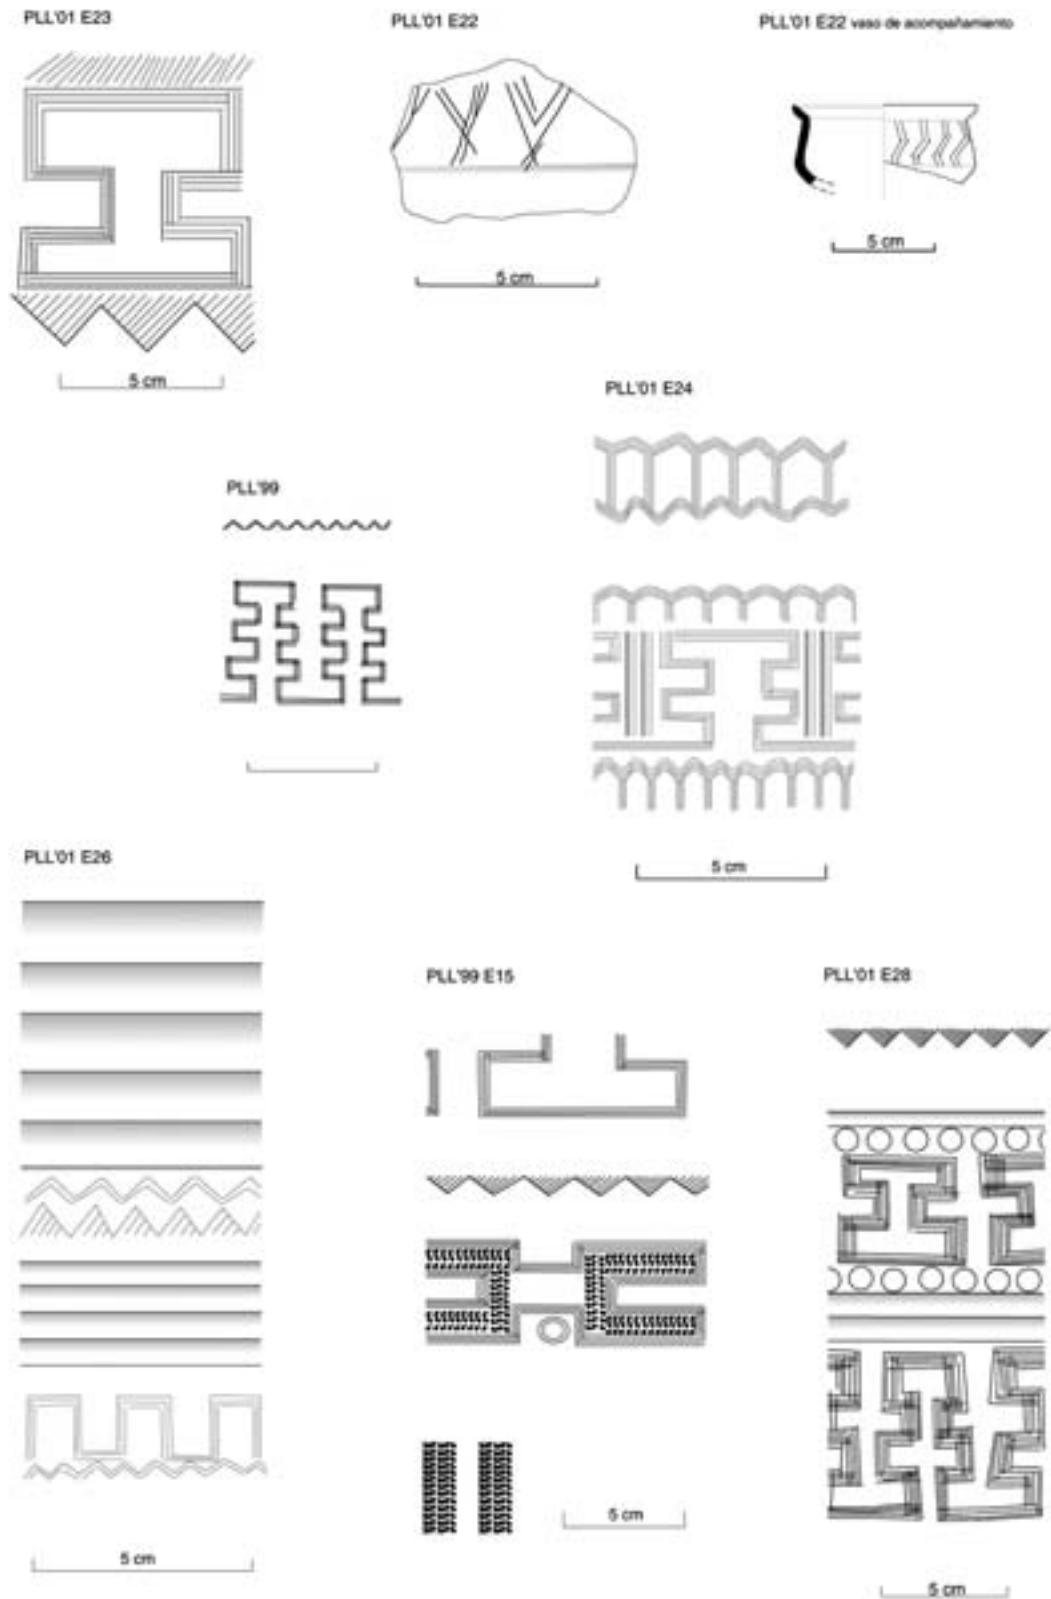 PLL'01 E23
PLL'01 E22
PLL'01 E22 vaso de acompañamiento
5 cm
5 cm
5 cm
PLL'01 E24
PLL'99
5 cm
PLL'01 E26
PLL'99 E15
PLL'01 E28
5 cm
5 cm
5 cm